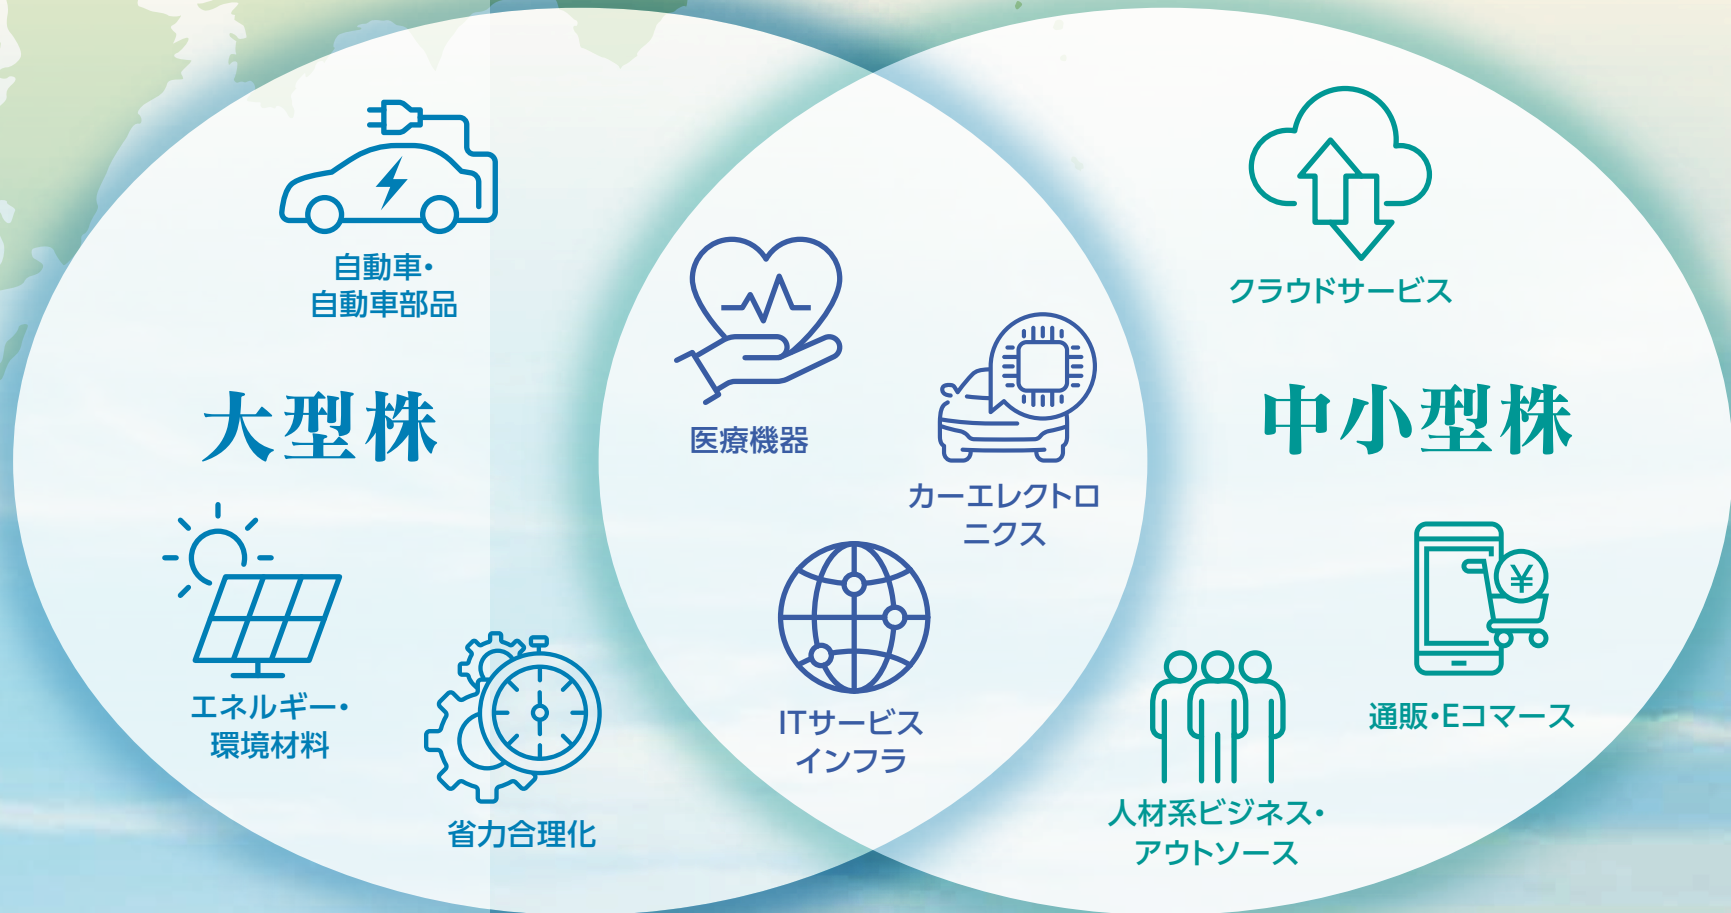 自動車・
自動車部品
大型株
エネルギー・
環境材料
省力合理化
医療機器
カーエレクトロ
ニクス
ITサービス
インフラ
クラウドサービス
中小型株
¥
通販・Eコマース
人材系ビジネス・
アウトソース